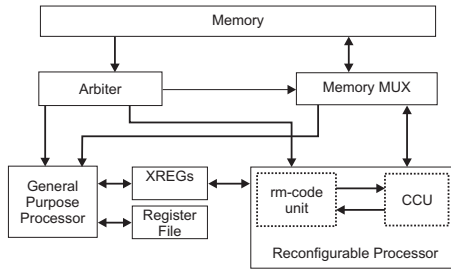 Memory
Arbiter
Memory MUX
General
Purpose
Processor
XREGs
Register
File
rm-code
unit
CCU
Reconfigurable Processor